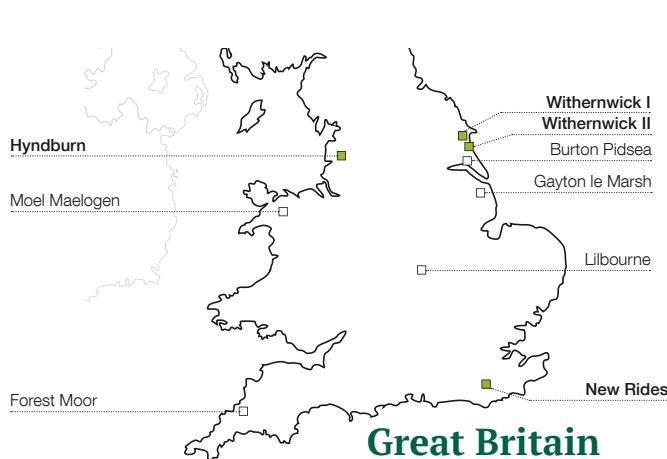 Withernwick I
Withernwick II
Hyndburn
Burton Pidsea
Gayton le Marsh
Moel Maelogen
Lilbourne
New Rides
Forest Moor
Great Britain